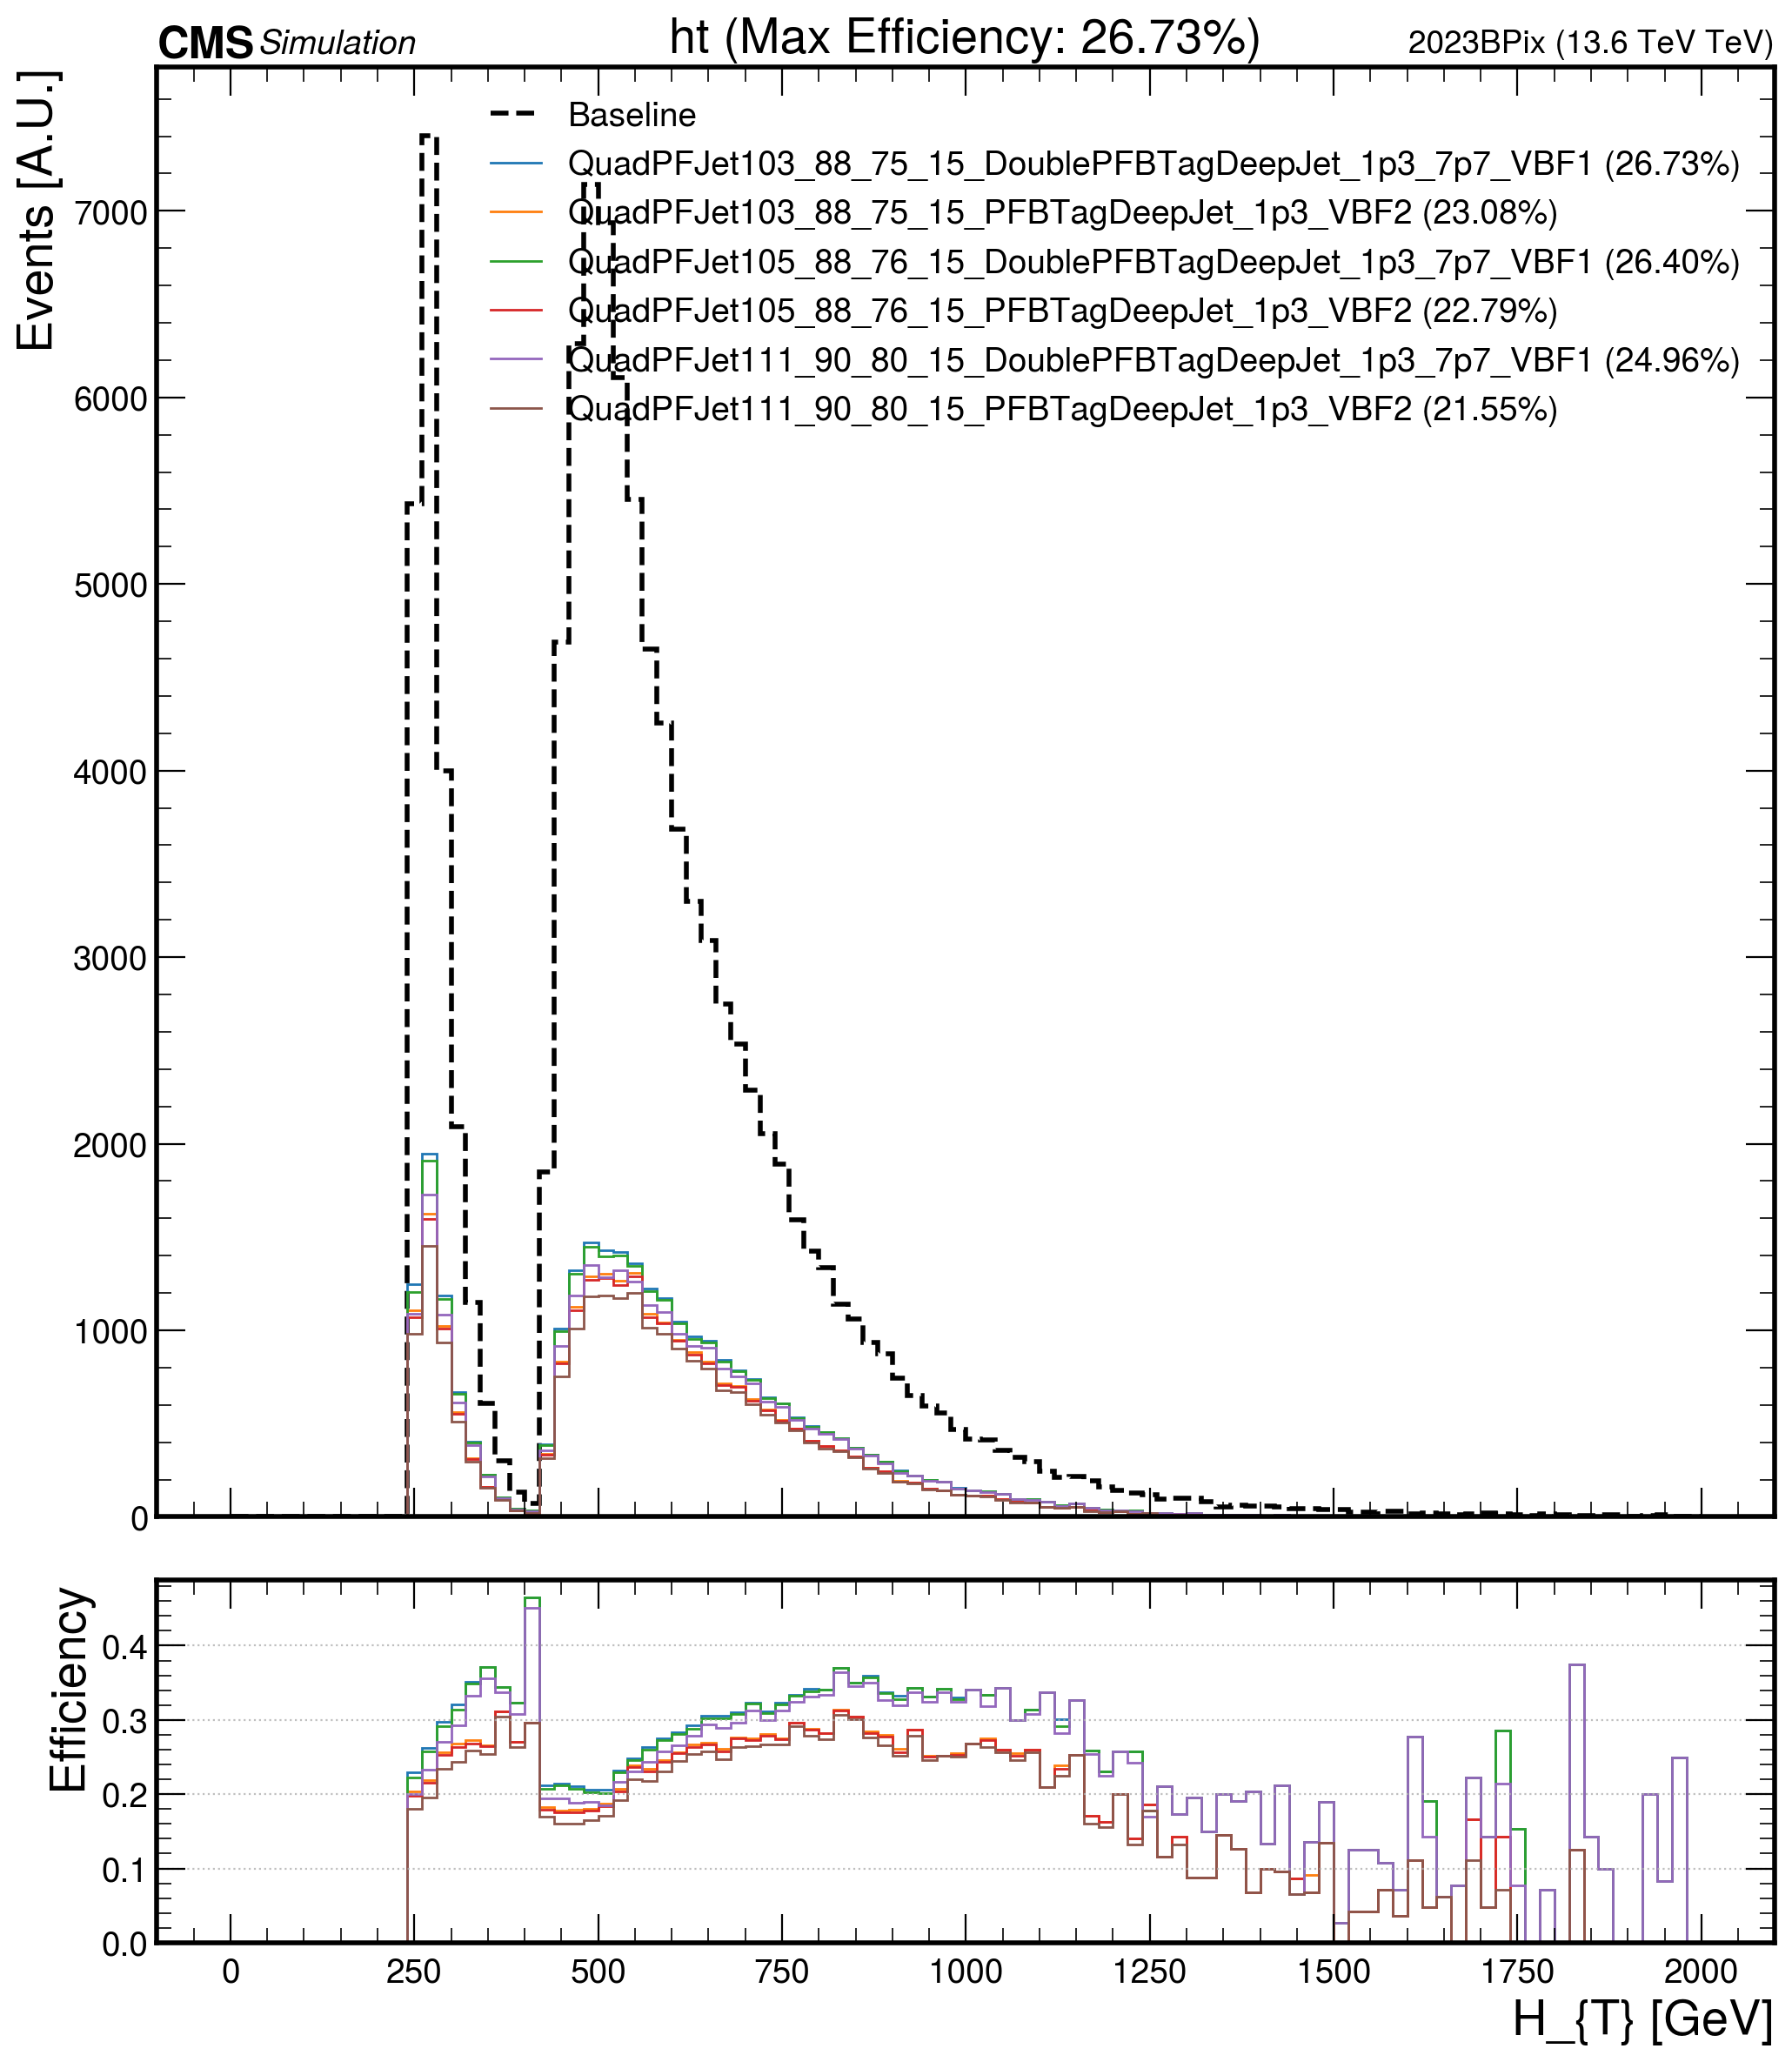 CMS Simulation ht (Max Efficiency: 26.73%) 2023BPix (13.6 TeV TeV)
Events [A.U.]
Baseline
QuadPFJet103_88_75_15_DoublePFBTagDeepJet_1p3_7p7_VBF1 (26.73%)
QuadPFJet103_88_75_15_PFBTagDeepJet_1p3_VBF2 (23.08%)
QuadPFJet105_88_76_15_DoublePFBTagDeepJet_1p3_7p7_VBF1 (26.40%)
QuadPFJet105_88_76_15_PFBTagDeepJet_1p3_VBF2 (22.79%)
QuadPFJet111_90_80_15_DoublePFBTagDeepJet_1p3_7p7_VBF1 (24.96%)
QuadPFJet111_90_80_15_PFBTagDeepJet_1p3_VBF2 (21.55%)
7000
6000
5000
4000
3000
2000
1000
0
Efficiency
0.4
0.3
0.2
0.1
0.0
0 250 500 750 1000 1250 1500 1750 2000
H_{T} [GeV]